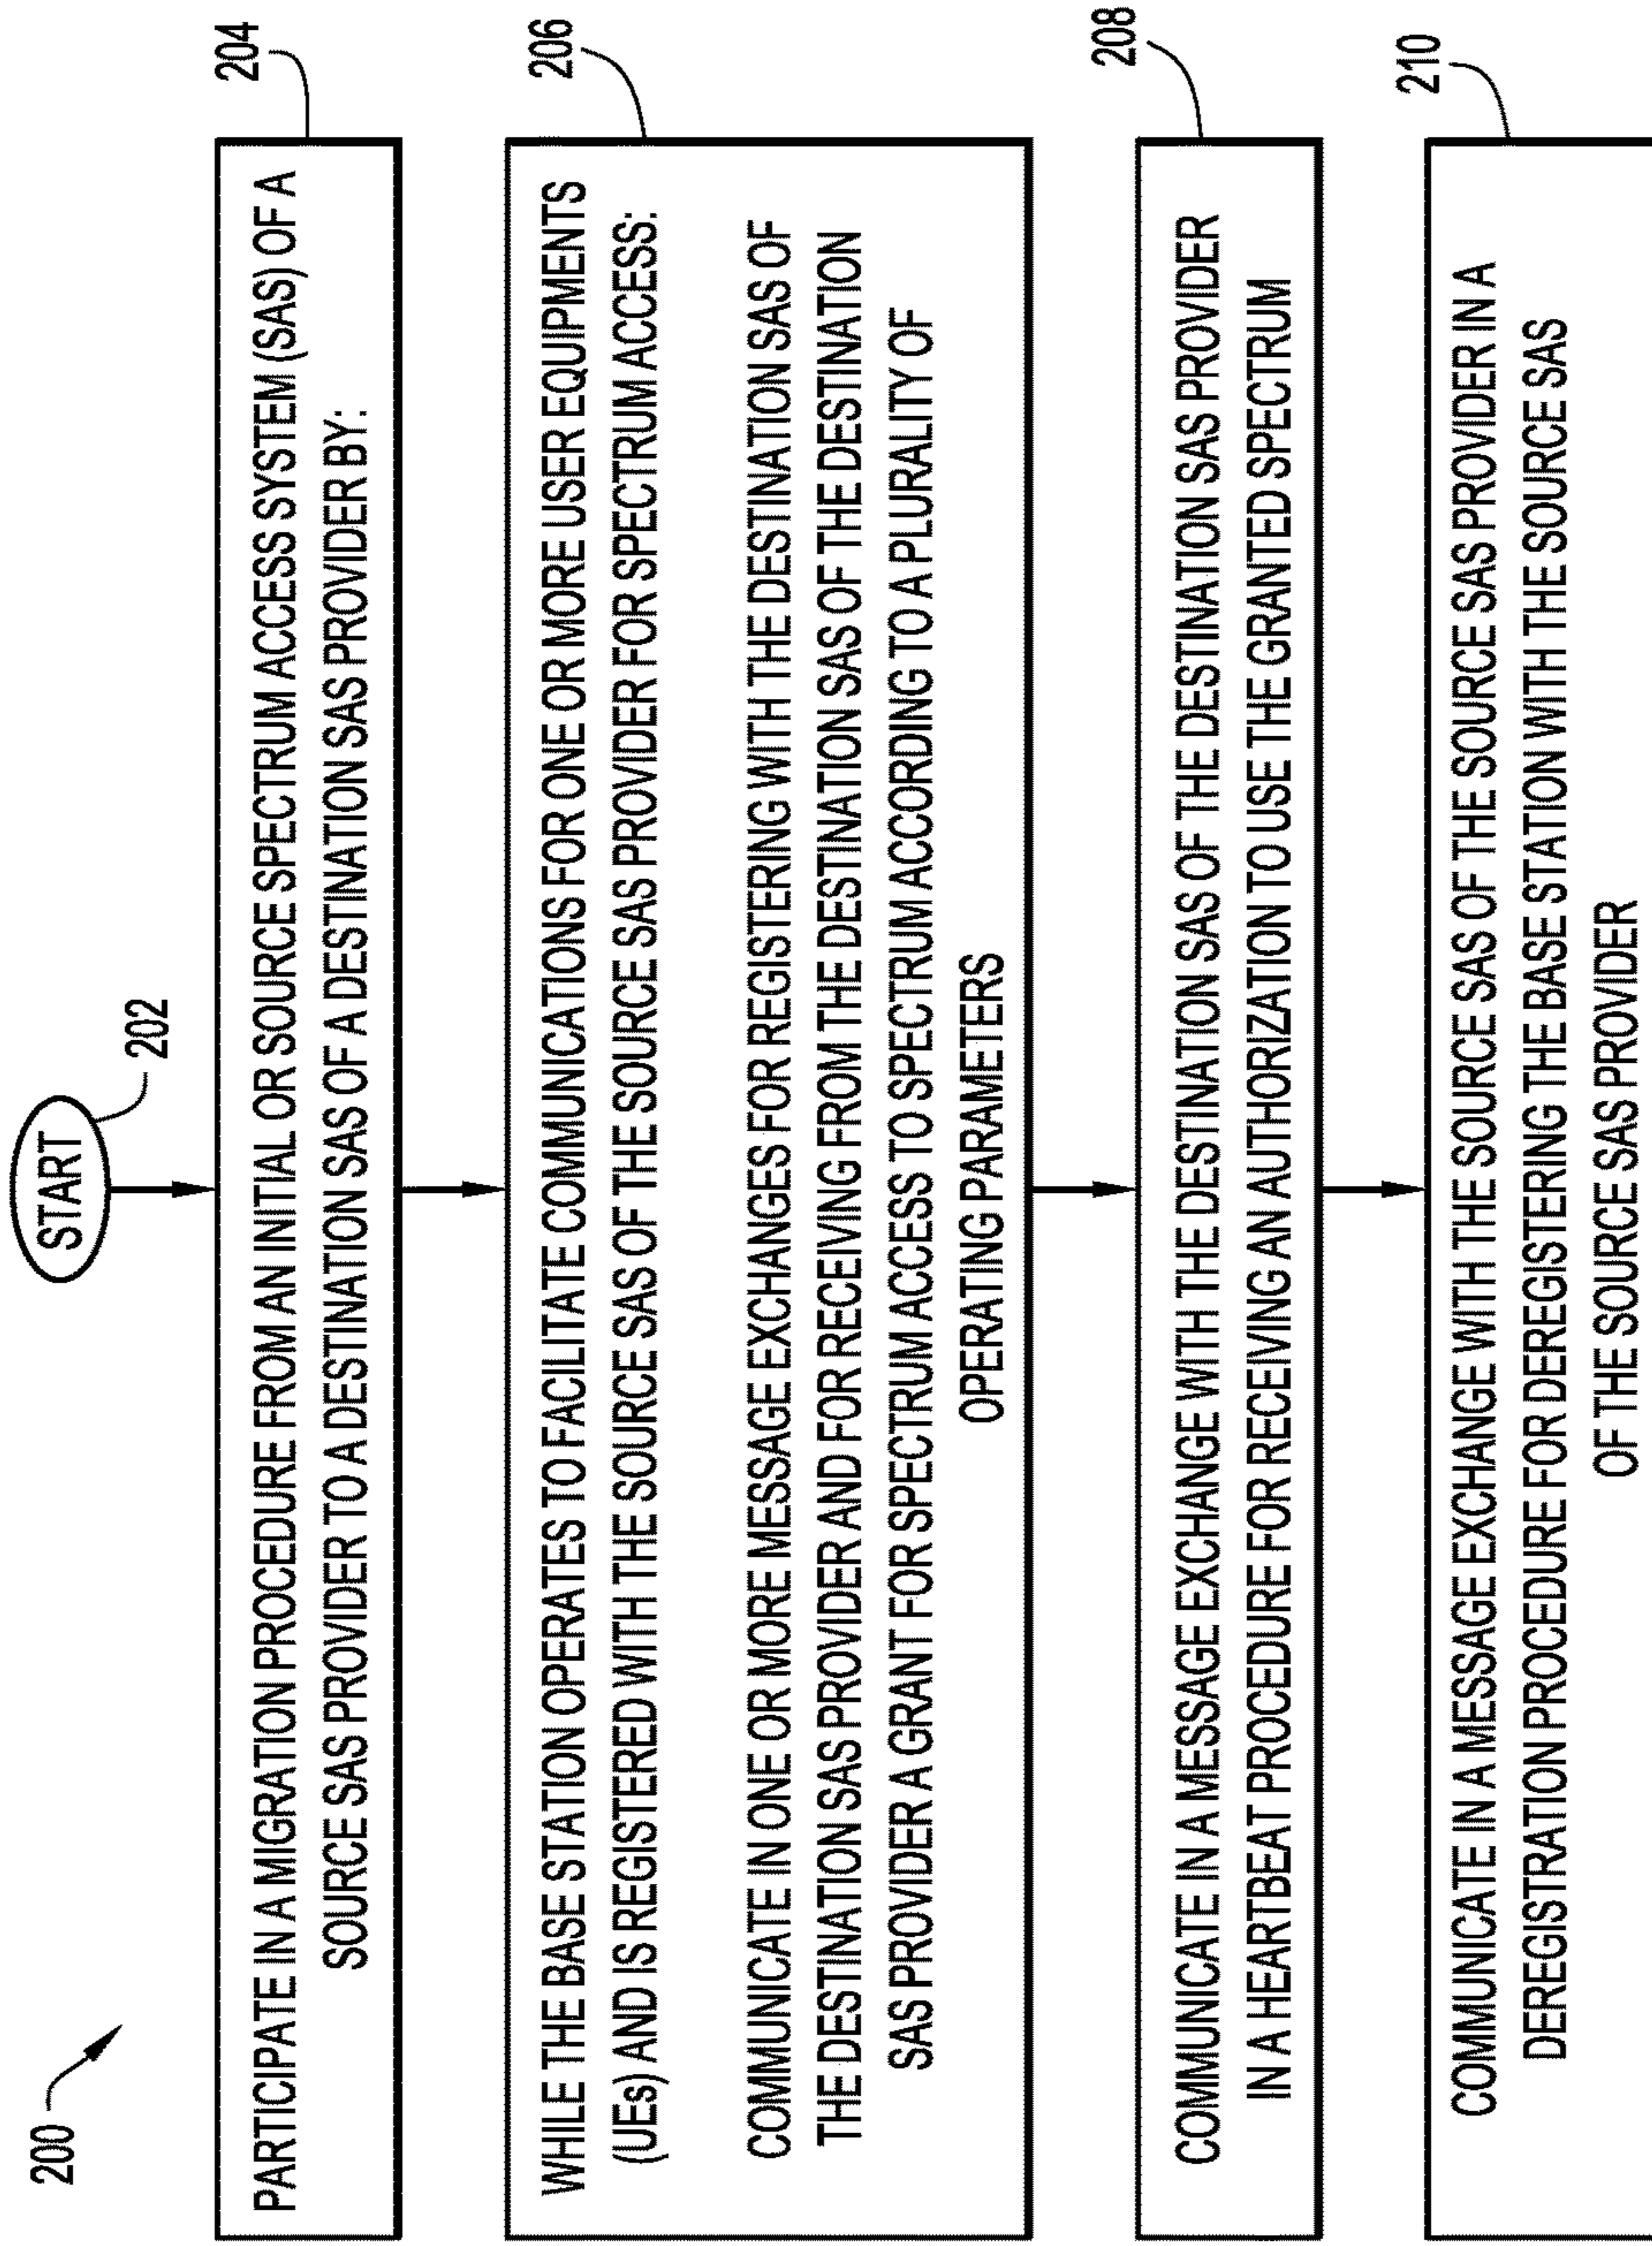 200
START
202
PARTICIPATE IN A MIGRATION PROCEDURE FROM AN INITIAL OR SOURCE SPECTRUM ACCESS SYSTEM (SAS) OF A
SOURCE SAS PROVIDER TO A DESTINATION SAS OF A DESTINATION SAS PROVIDER BY:
204
WHILE THE BASE STATION OPERATES TO FACILITATE COMMUNICATIONS FOR ONE OR MORE USER EQUIPMENTS
(UEs) AND IS REGISTERED WITH THE SOURCE SAS OF THE SOURCE SAS PROVIDER FOR SPECTRUM ACCESS:
COMMUNICATE IN ONE OR MORE MESSAGE EXCHANGES FOR REGISTERING WITH THE DESTINATION SAS OF
THE DESTINATION SAS PROVIDER AND FOR RECEIVING FROM THE DESTINATION SAS OF THE DESTINATION
SAS PROVIDER A GRANT FOR SPECTRUM ACCESS TO SPECTRUM ACCORDING TO A PLURALITY OF
OPERATING PARAMETERS
206
COMMUNICATE IN A MESSAGE EXCHANGE WITH THE DESTINATION SAS OF THE DESTINATION SAS PROVIDER
IN A HEARTBEAT PROCEDURE FOR RECEIVING AN AUTHORIZATION TO USE THE GRANTED SPECTRUM
208
COMMUNICATE IN A MESSAGE EXCHANGE WITH THE SOURCE SAS OF THE SOURCE SAS PROVIDER IN A
DEREGISTRATION PROCEDURE FOR DEREGISTERING THE BASE STATION WITH THE SOURCE SAS
OF THE SOURCE SAS PROVIDER
210